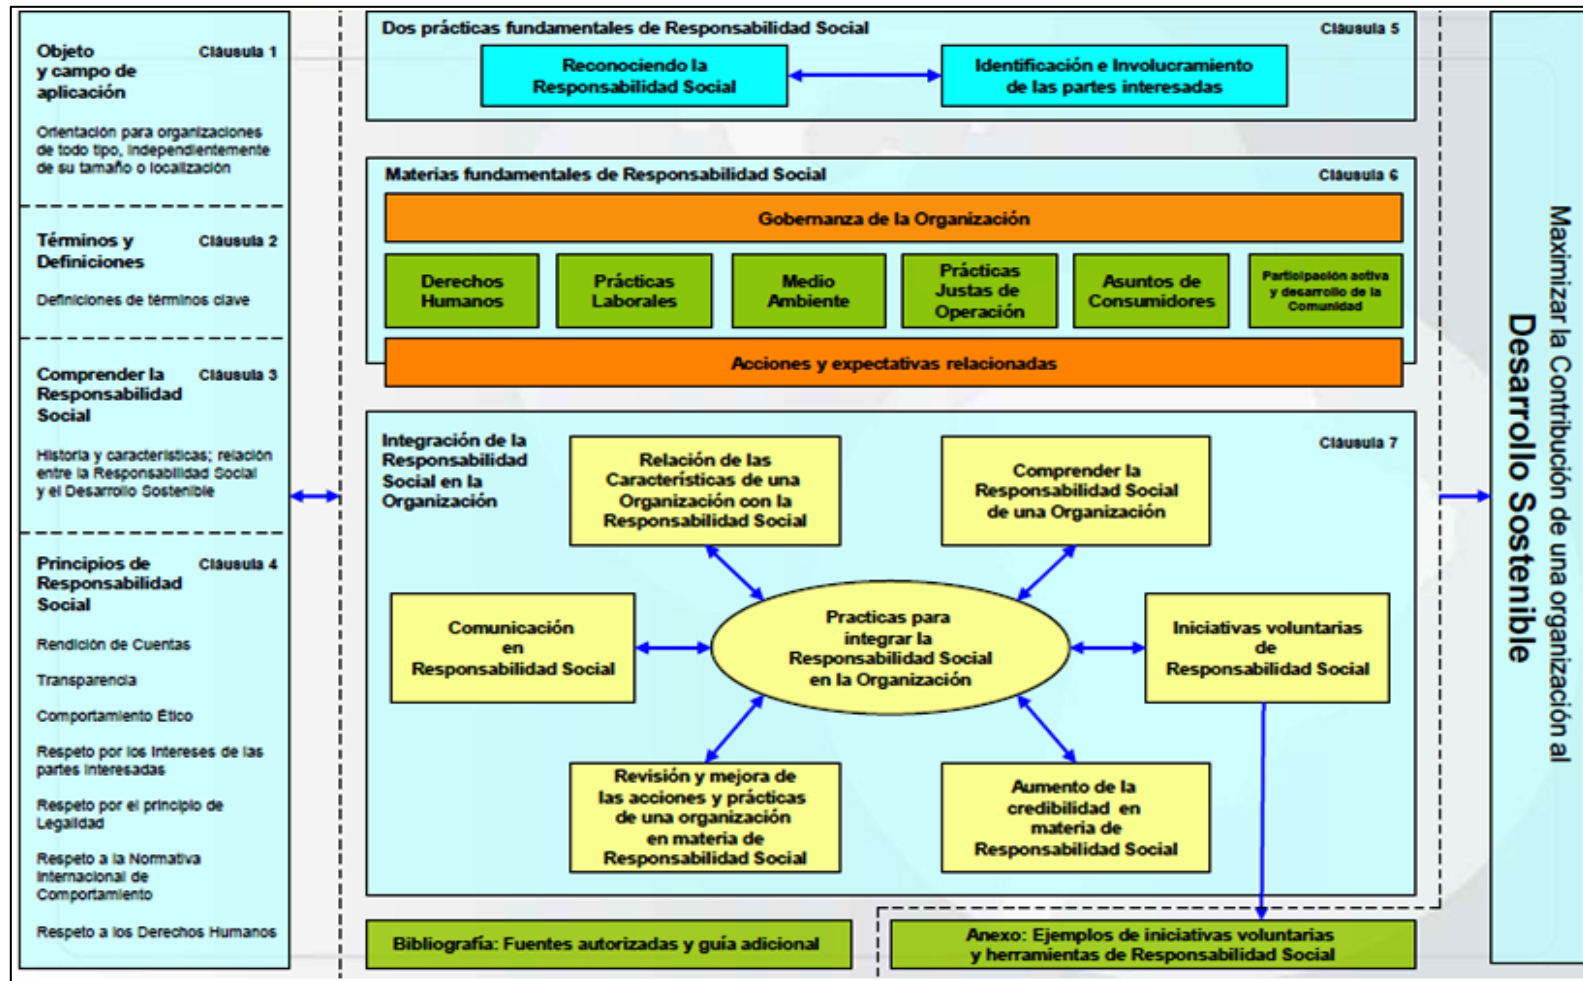 Objeto
y campo de
aplicación
Cláusula 1
Orientación para organizaciones
de todo tipo, independientemente
de su tamaño o localización
Términos y
Definiciones
Cláusula 2
Definiciones de términos clave
Comprender la
Responsabilidad
Social
Cláusula 3
Historia y características; relación
entre la Responsabilidad Social
y el Desarrollo Sostenible
Principios de
Responsabilidad
Social
Cláusula 4
Rendición de Cuentas
Transparencia
Comportamiento Ético
Respeto por los Intereses de las
partes Interesadas
Respeto por el principio de
Legalidad
Respeto a la Normativa
Internacional de
Comportamiento
Respeto a los Derechos Humanos
Dos prácticas fundamentales de Responsabilidad Social
Cláusula 5
Reconociendo la
Responsabilidad Social
Identificación e Involucramiento
de las partes interesadas
Materias fundamentales de Responsabilidad Social
Cláusula 6
Gobernanza de la Organización
Derechos
Humanos
Prácticas
Laborales
Medio
Ambiente
Prácticas
Justas de
Operación
Asuntos de
Consumidores
Participación activa
y desarrollo de la
Comunidad
Acciones y expectativas relacionadas
Integración de la
Responsabilidad
Social en la
Organización
Cláusula 7
Relación de las
Características de una
Organización con la
Responsabilidad Social
Comprender la
Responsabilidad Social
de una Organización
Comunicación
en
Responsabilidad Social
Practicas para
integrar la
Responsabilidad Social
en la Organización
Iniciativas voluntarias
de
Responsabilidad Social
Revisión y mejora de
las acciones y prácticas
de una organización
en materia de
Responsabilidad Social
Aumento de la
credibilidad en
materia de
Responsabilidad Social
Bibliografía: Fuentes autorizadas y guía adicional
Anexo: Ejemplos de iniciativas voluntarias
y herramientas de Responsabilidad Social
Maximizar la Contribución de una organización al
Desarrollo Sostenible